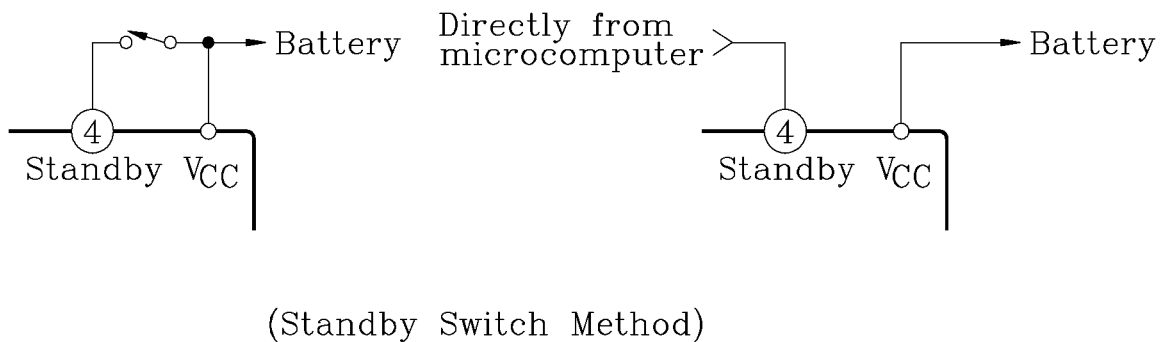 Battery
4
Standby VCC
Directly from
microcomputer
Battery
4
Standby VCC
(Standby Switch Method)